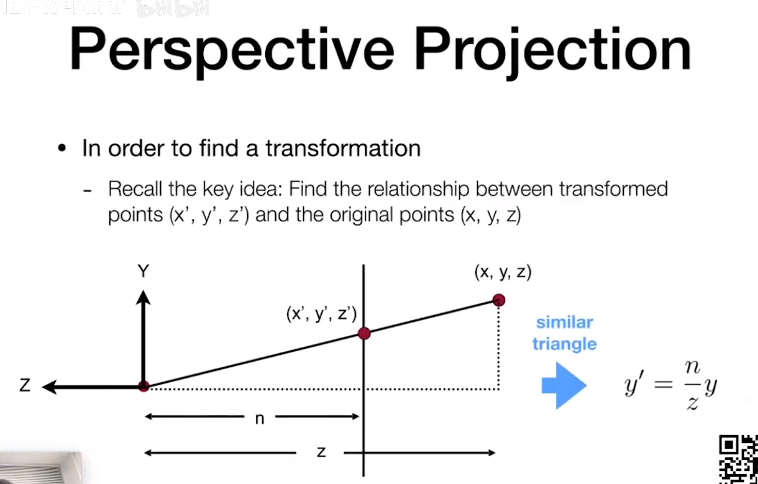 Perspective Projection
• In order to find a transformation
- Recall the key idea: Find the relationship between transformed
points (x’, y’, z’) and the original points (x, y, z)
Y
(x, y, z)
(x’, y’, z’)
similar
triangle
Z
y′ = n/z y
n
z